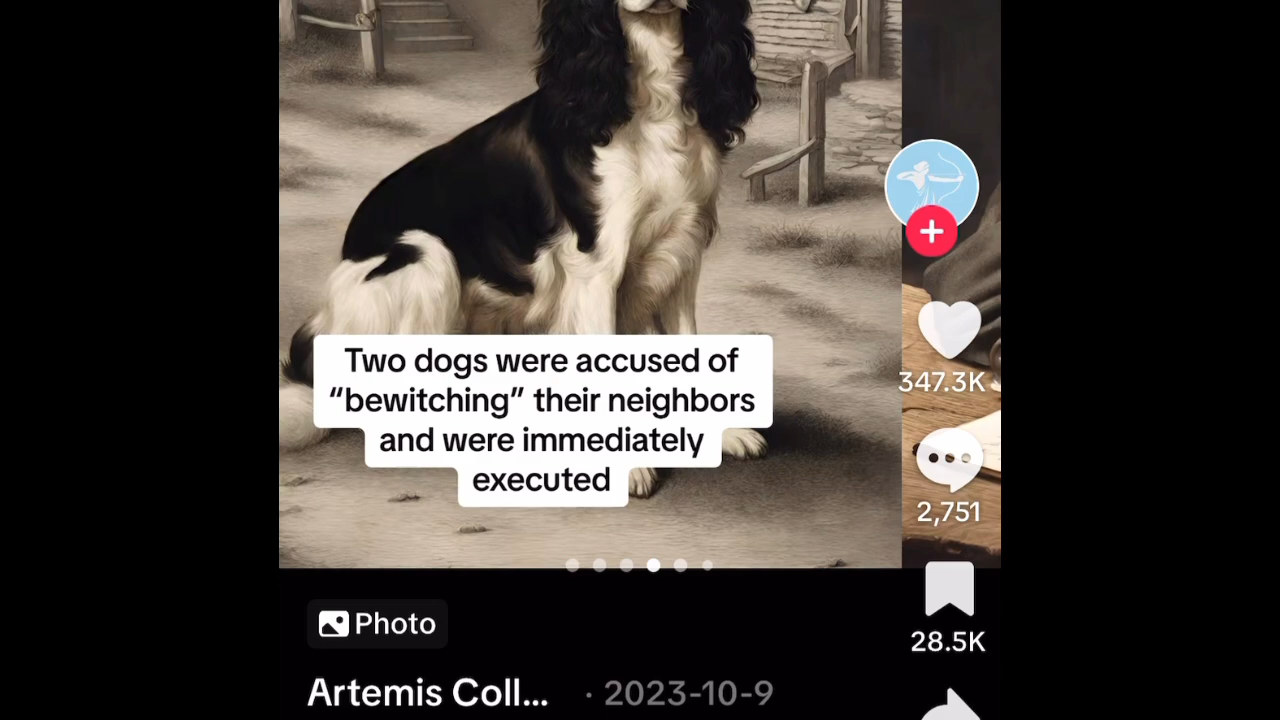 Two dogs were accused of
“bewitching” their neighbors
and were immediately
executed
347.3K
2,751
28.5K
Photo
Artemis Coll... · 2023-10-9